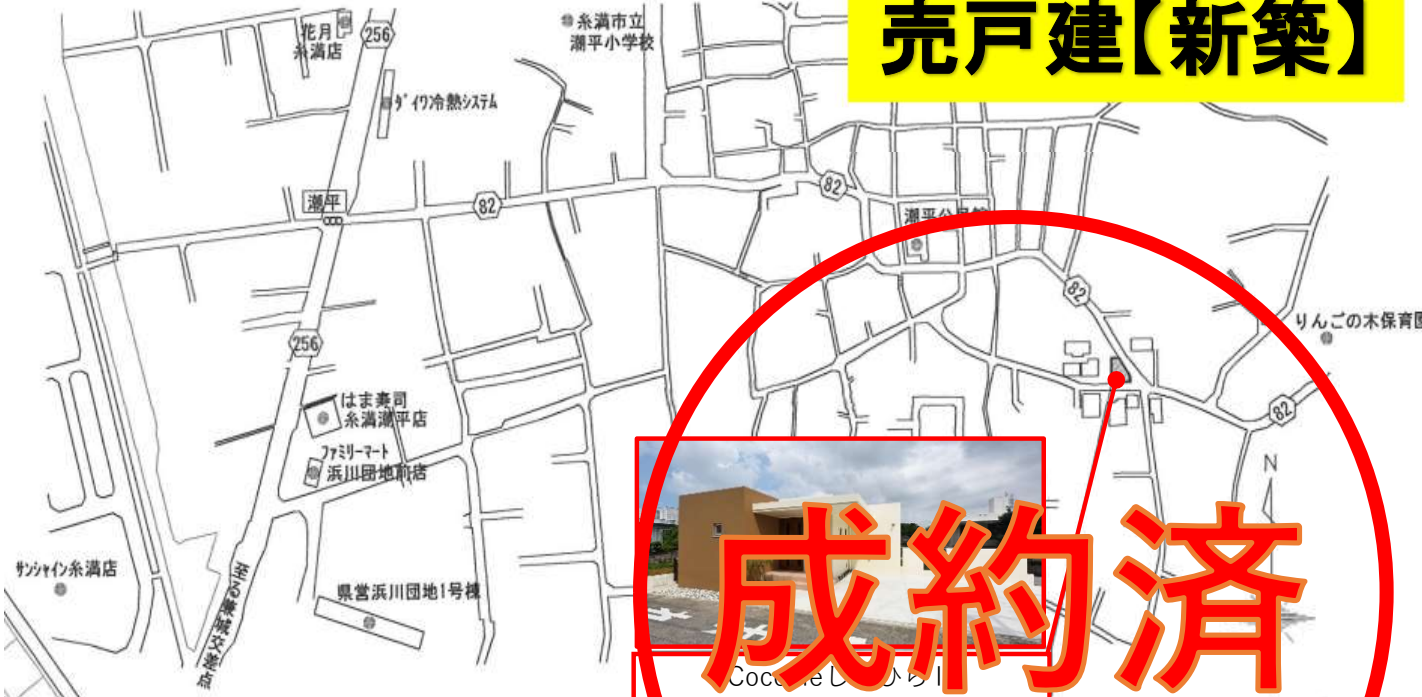 売戸建【新築】
花月
糸満店
256
糸満市立
潮平小学校
ダイワ冷熱システム
潮平
82
82
潮平公
82
256
りんごの木保育園
はま寿司
糸満潮平店
ファミリーマート
浜川団地前店
82
N
サンシャイン糸満店
県営浜川団地1号棟
至る兼城交差点
成約済